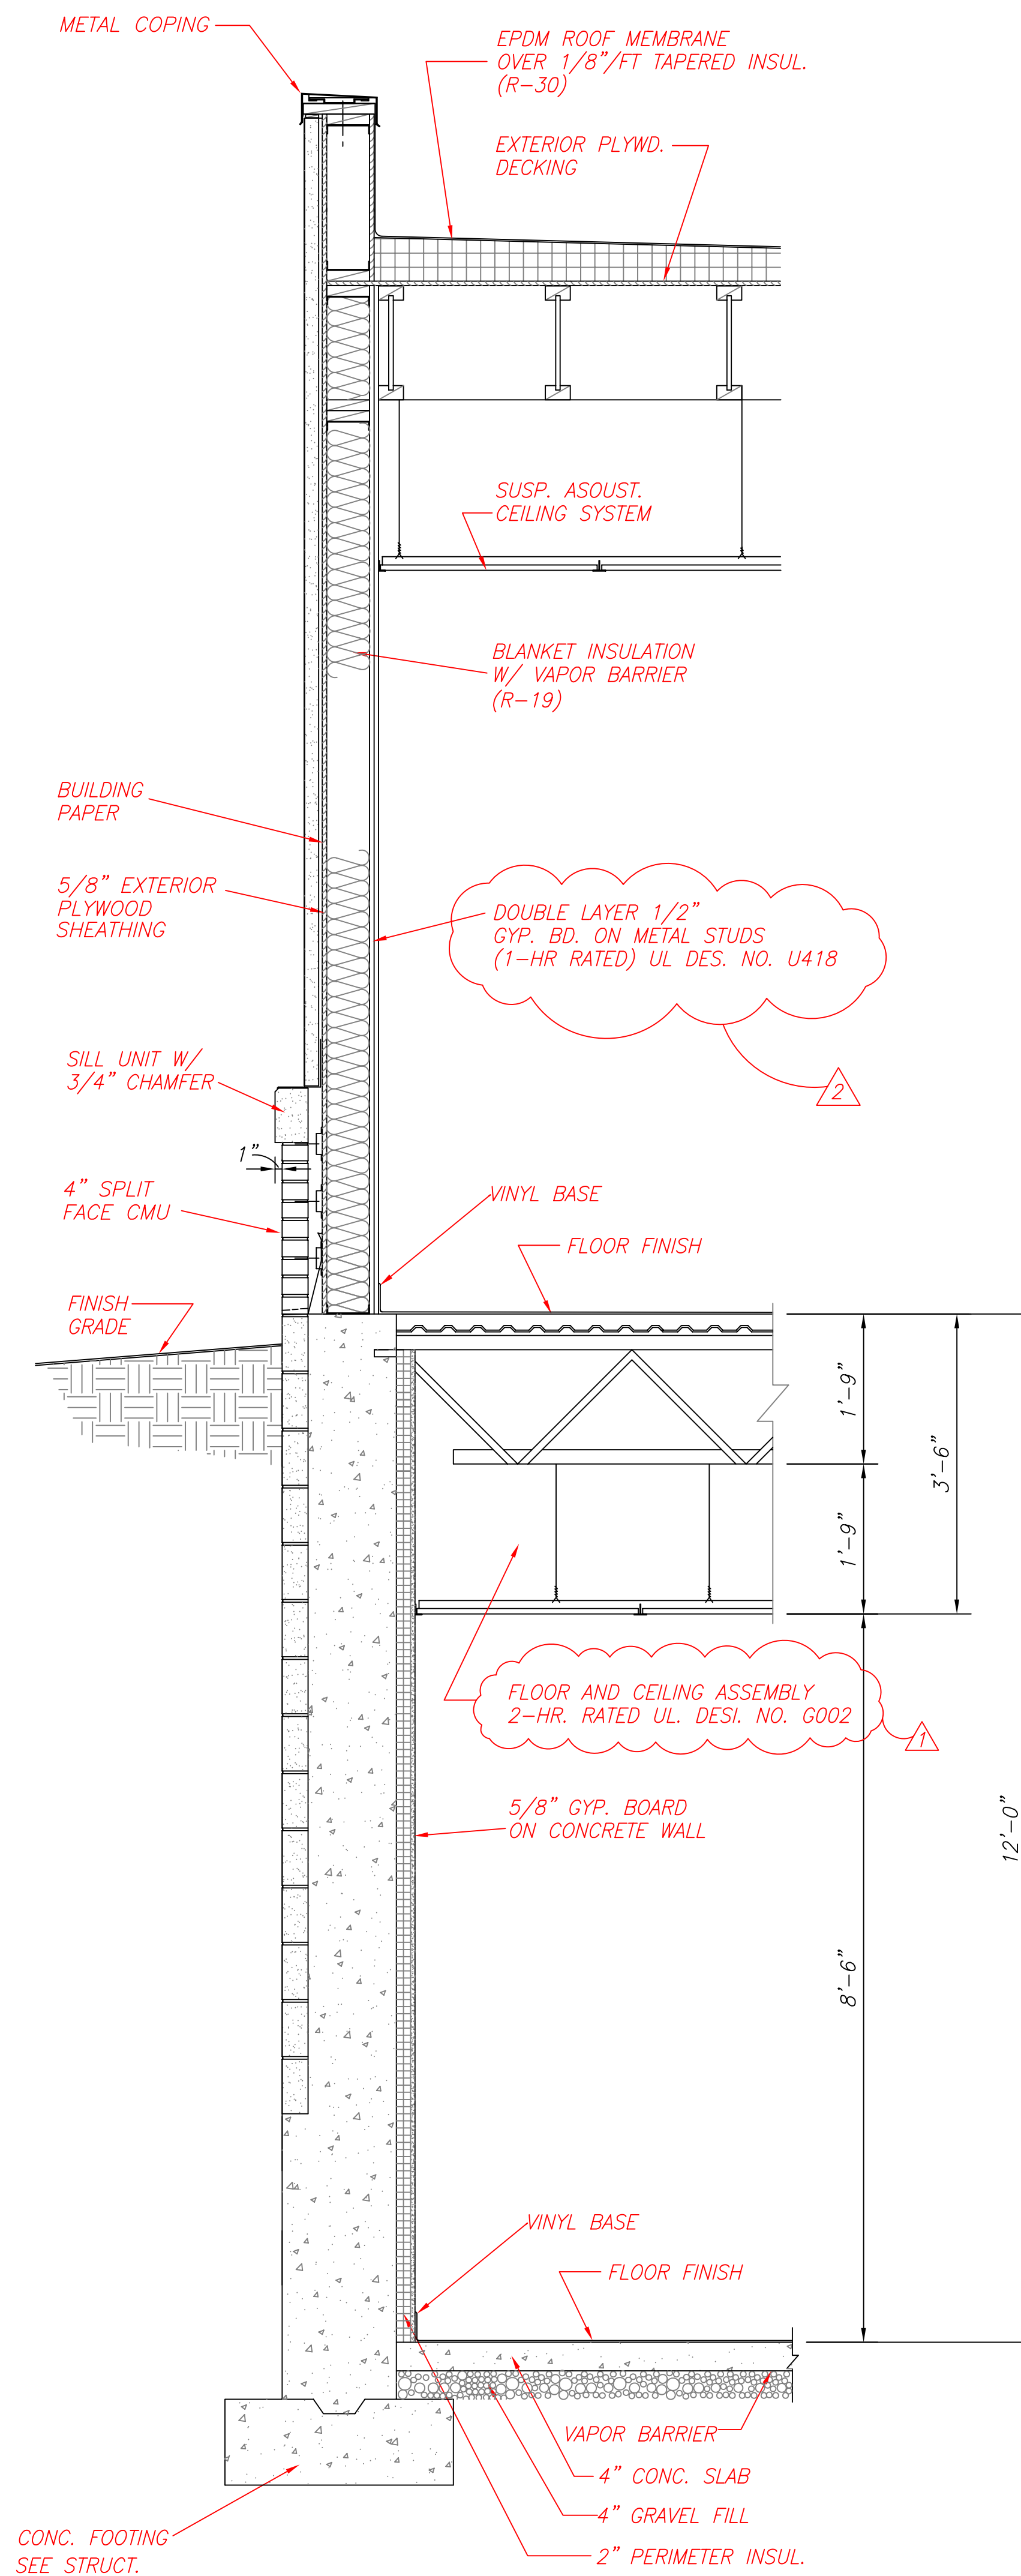 METAL COPING
EPDM ROOF MEMBRANE
OVER 1/8"/FT TAPERED INSUL.
(R-30)
EXTERIOR PLYWD.
DECKING
SUSP. ASOUST.
CEILING SYSTEM
BLANKET INSULATION
W/ VAPOR BARRIER
(R-19)
BUILDING
PAPER
5/8" EXTERIOR
PLYWOOD
SHEATHING
DOUBLE LAYER 1/2"
GYP. BD. ON METAL STUDS
(1-HR RATED) UL DES. NO. U418
2
SILL UNIT W/
3/4" CHAMFER
1"
4" SPLIT
FACE CMU
VINYL BASE
FLOOR FINISH
FINISH
GRADE
1'-9"
3'-6"
1'-9"
FLOOR AND CEILING ASSEMBLY
2-HR. RATED UL. DESI. NO. G002
1
5/8" GYP. BOARD
ON CONCRETE WALL
12'-0"
8'-6"
VINYL BASE
FLOOR FINISH
VAPOR BARRIER
4" CONC. SLAB
4" GRAVEL FILL
2" PERIMETER INSUL.
CONC. FOOTING
SEE STRUCT.